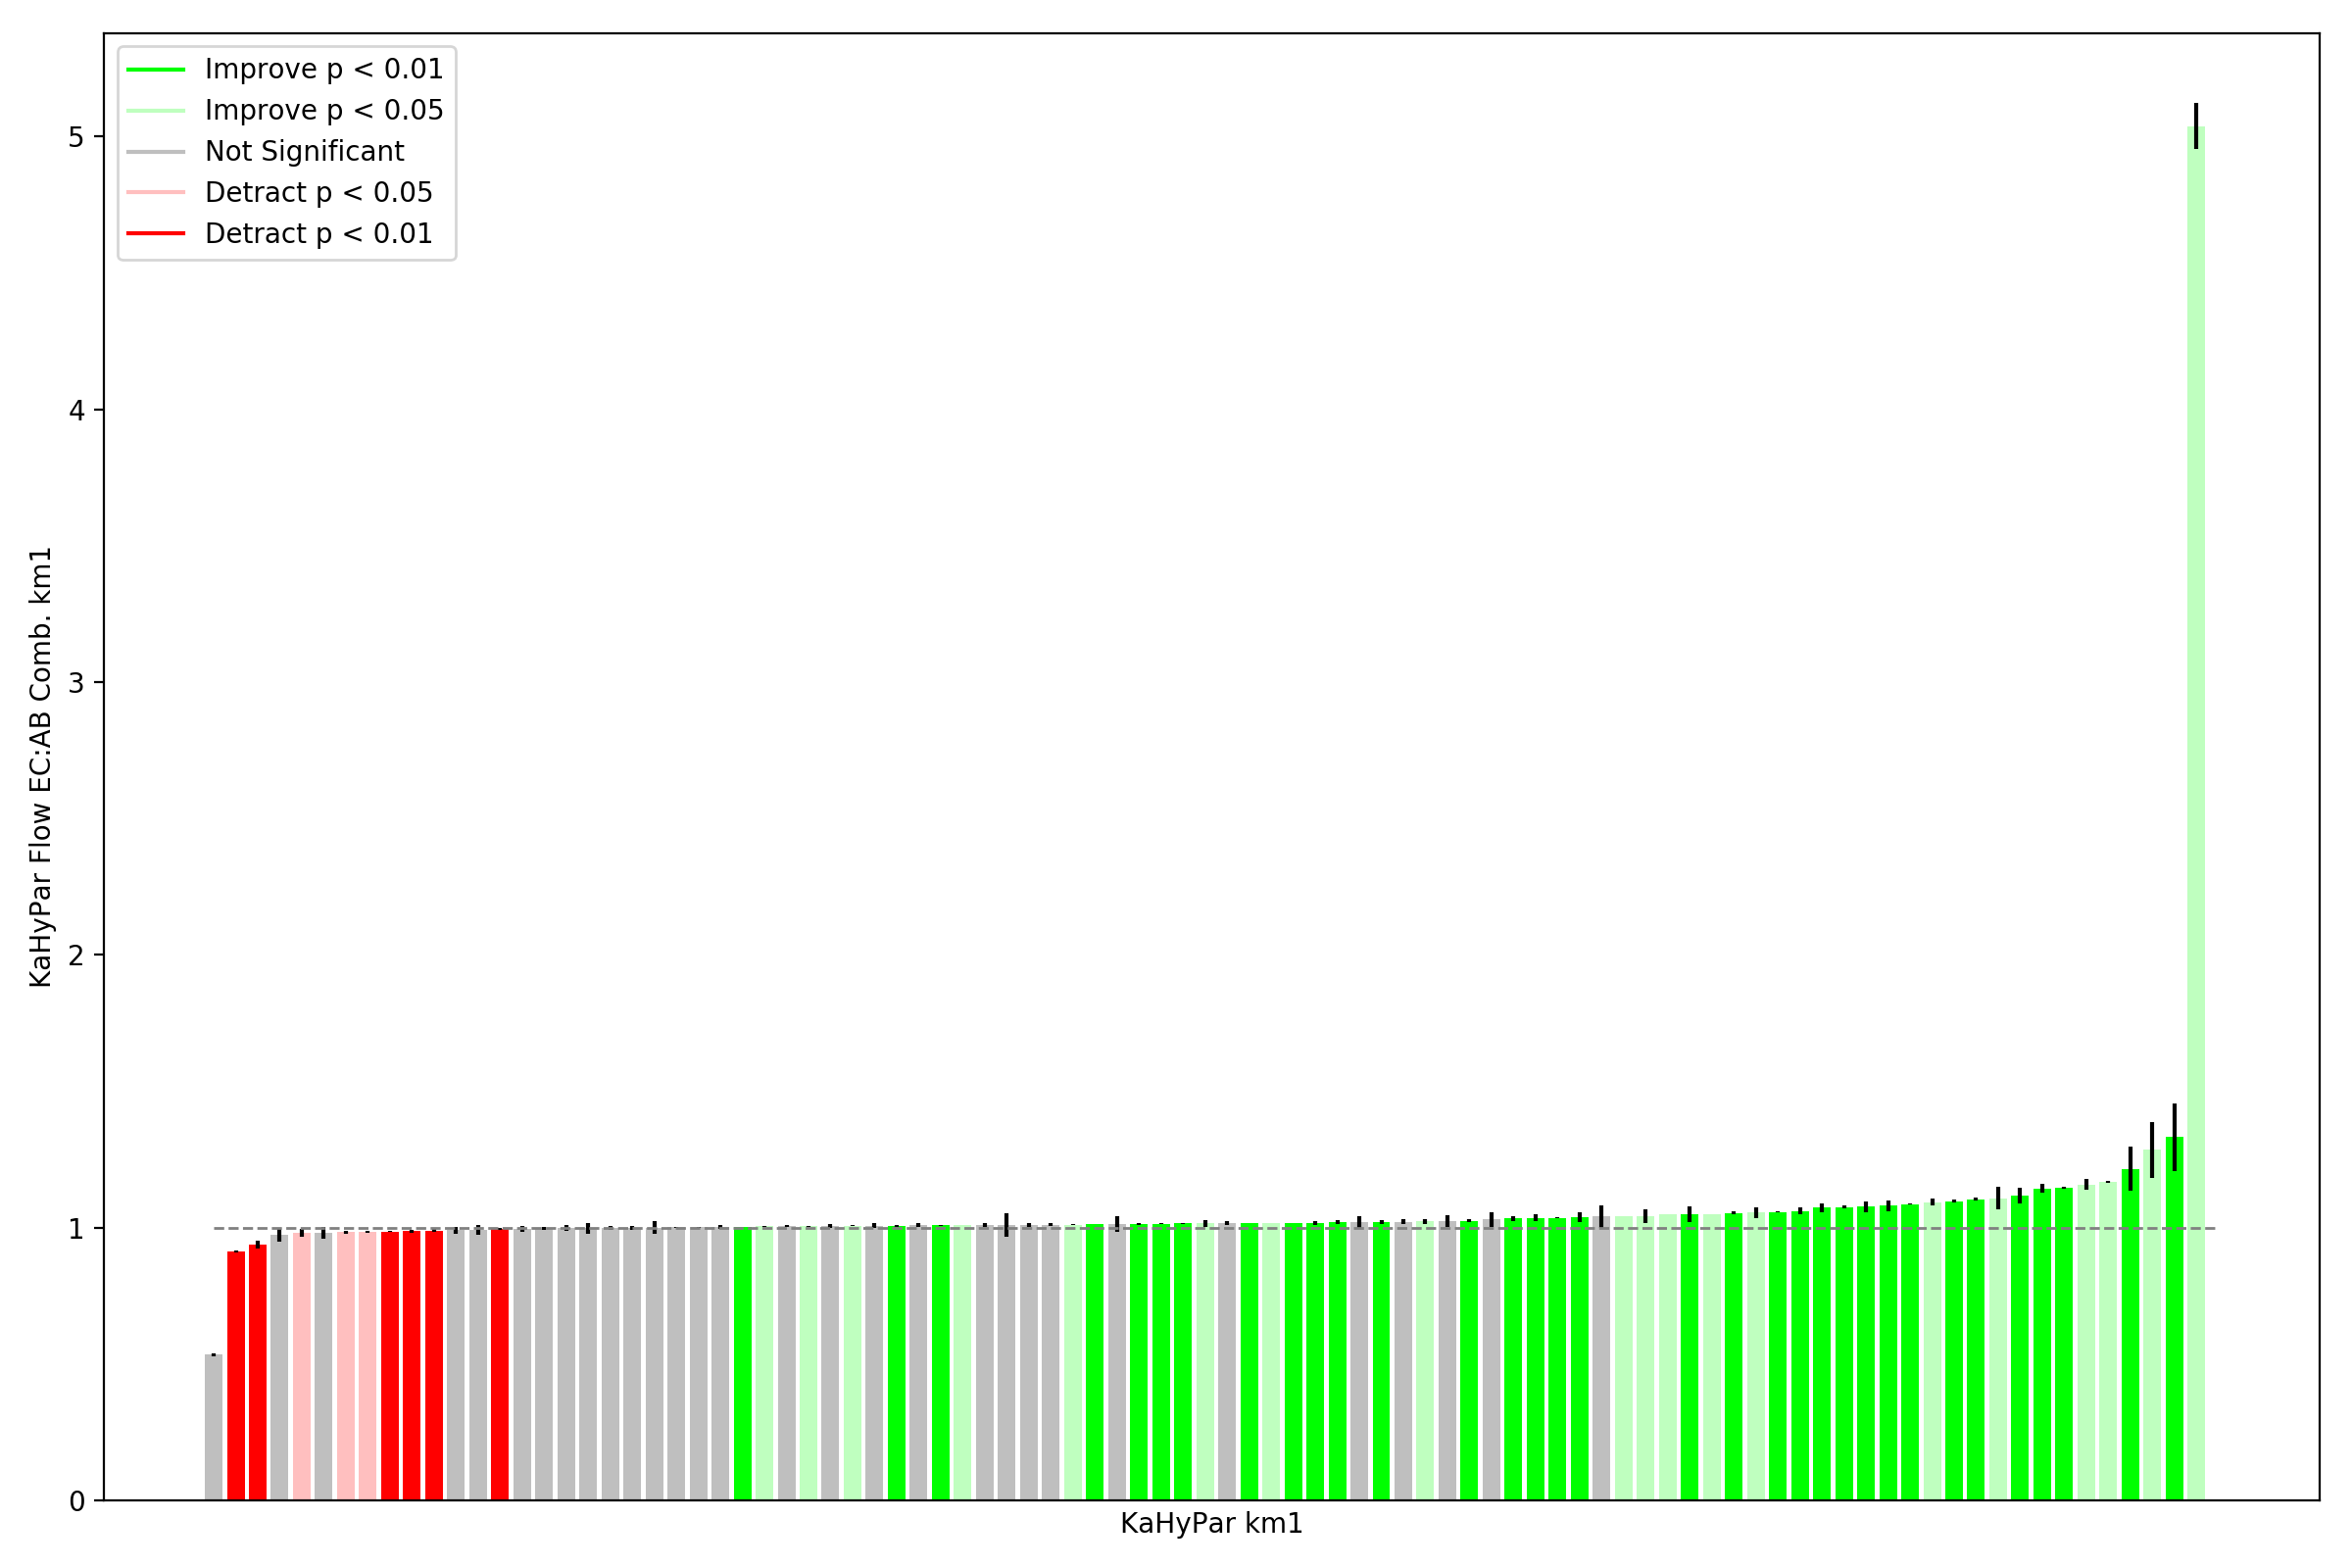 Improve p < 0.01
Improve p < 0.05
Not Significant
Detract p < 0.05
Detract p < 0.01
KaHyPar Flow EC:AB Comb. km1
5
4
3
2
1
0
KaHyPar km1